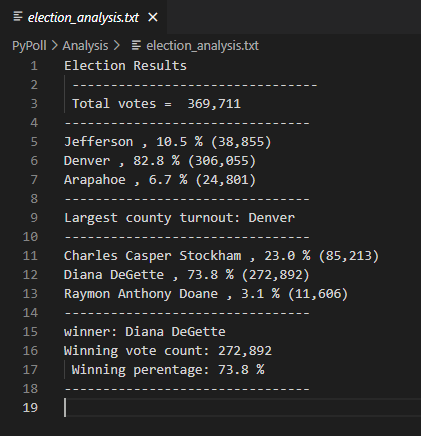 election_analysis.txt
PyPoll > Analysis > election_analysis.txt
1 Election Results
2 --------------------------------
3 Total votes =  369,711
4 --------------------------------
5 Jefferson , 10.5 % (38,855)
6 Denver , 82.8 % (306,055)
7 Arapahoe , 6.7 % (24,801)
8 --------------------------------
9 Largest county turnout: Denver
10 --------------------------------
11 Charles Casper Stockham , 23.0 % (85,213)
12 Diana DeGette , 73.8 % (272,892)
13 Raymon Anthony Doane , 3.1 % (11,606)
14 --------------------------------
15 winner: Diana DeGette
16 Winning vote count: 272,892
17 Winning perentage: 73.8 %
18 --------------------------------
19